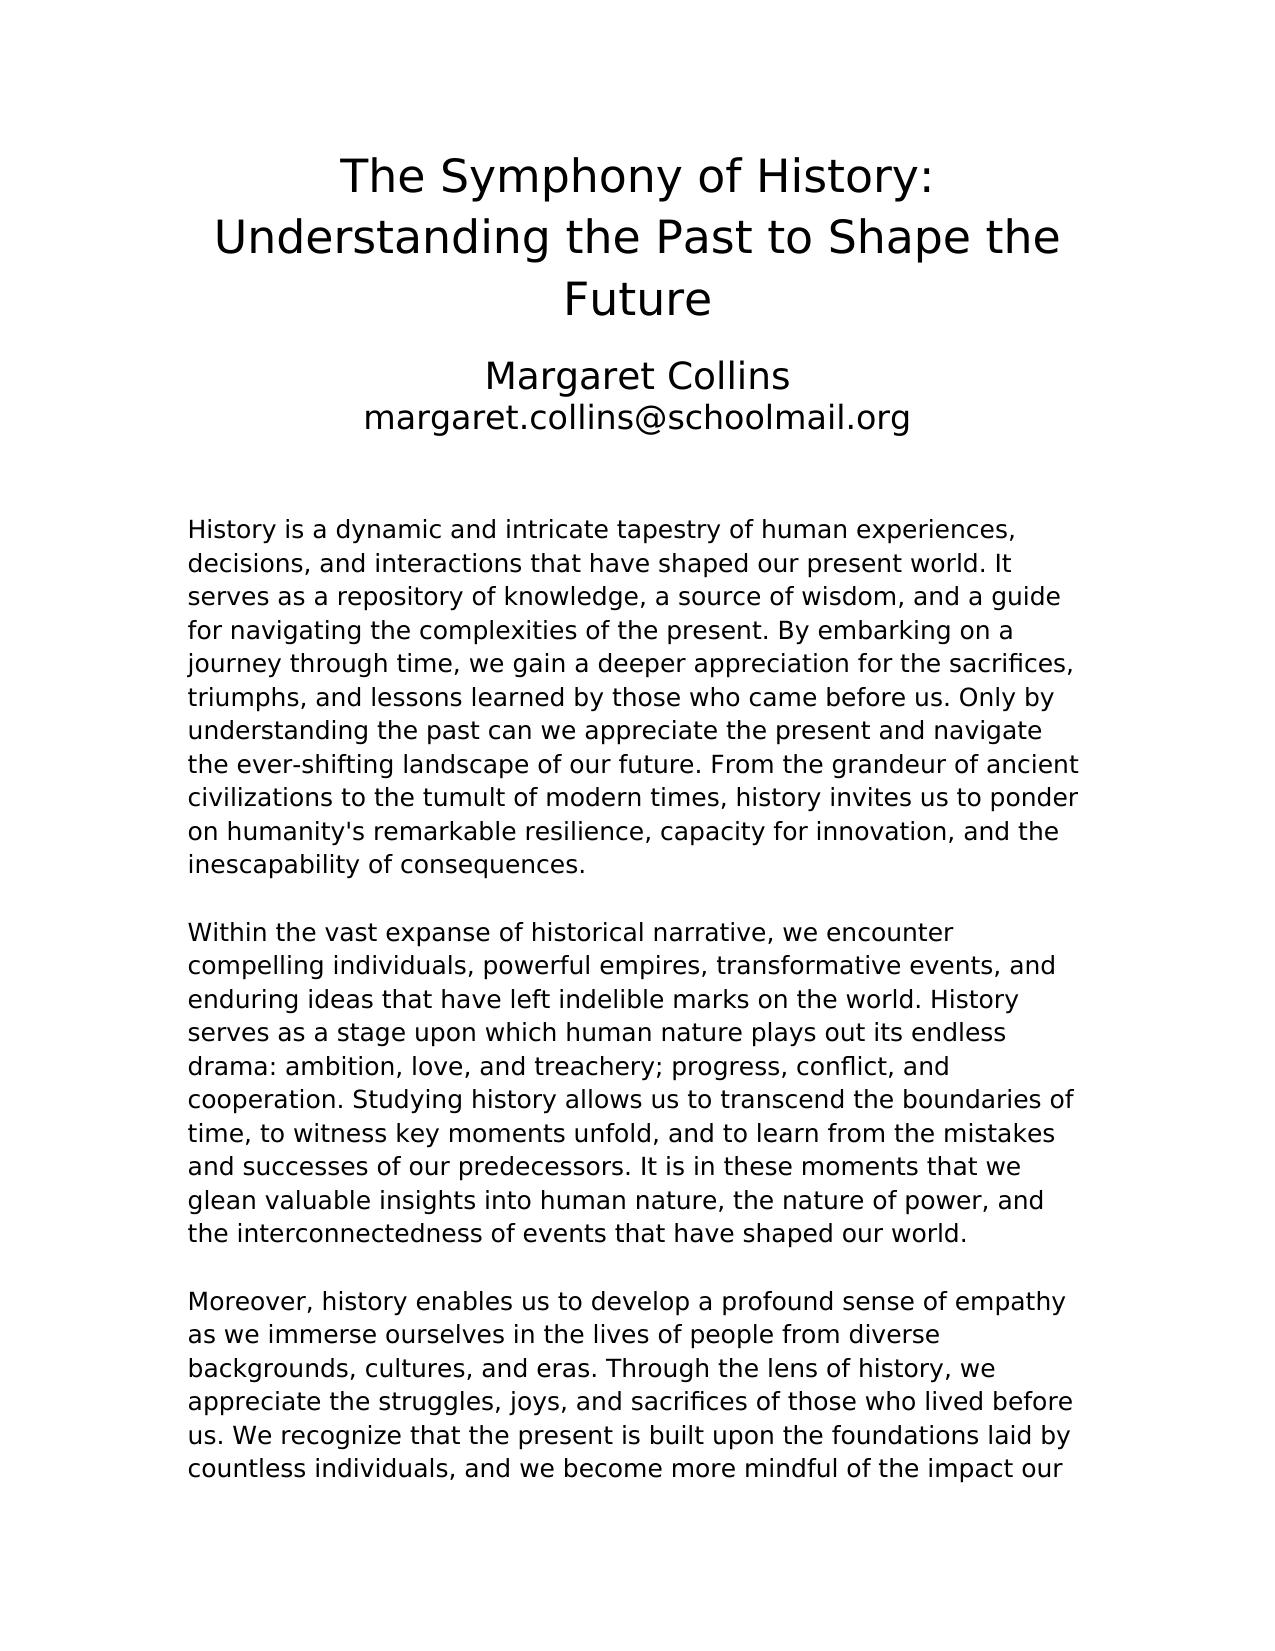 The Symphony of History:
Understanding the Past to Shape the
Future
Margaret Collins
margaret.collins@schoolmail.org
History is a dynamic and intricate tapestry of human experiences,
decisions, and interactions that have shaped our present world. It
serves as a repository of knowledge, a source of wisdom, and a guide
for navigating the complexities of the present. By embarking on a
journey through time, we gain a deeper appreciation for the sacrifices,
triumphs, and lessons learned by those who came before us. Only by
understanding the past can we appreciate the present and navigate
the ever-shifting landscape of our future. From the grandeur of ancient
civilizations to the tumult of modern times, history invites us to ponder
on humanity's remarkable resilience, capacity for innovation, and the
inescapability of consequences.
Within the vast expanse of historical narrative, we encounter
compelling individuals, powerful empires, transformative events, and
enduring ideas that have left indelible marks on the world. History
serves as a stage upon which human nature plays out its endless
drama: ambition, love, and treachery; progress, conflict, and
cooperation. Studying history allows us to transcend the boundaries of
time, to witness key moments unfold, and to learn from the mistakes
and successes of our predecessors. It is in these moments that we
glean valuable insights into human nature, the nature of power, and
the interconnectedness of events that have shaped our world.
Moreover, history enables us to develop a profound sense of empathy
as we immerse ourselves in the lives of people from diverse
backgrounds, cultures, and eras. Through the lens of history, we
appreciate the struggles, joys, and sacrifices of those who lived before
us. We recognize that the present is built upon the foundations laid by
countless individuals, and we become more mindful of the impact our